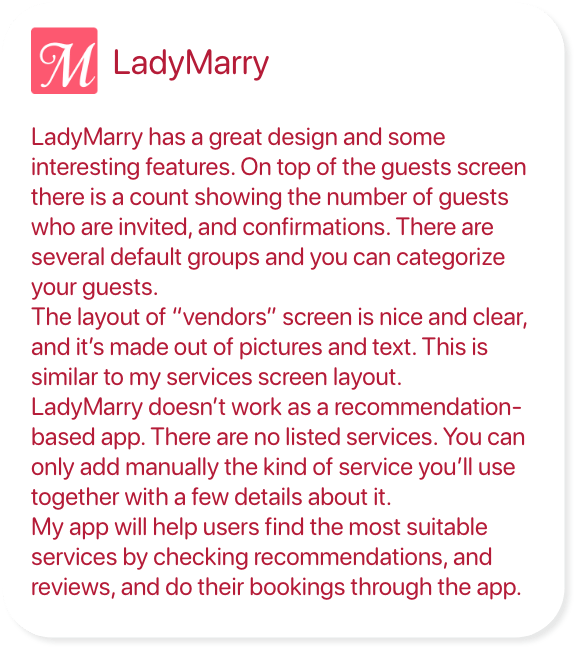 M
LadyMarry
LadyMarry has a great design and some
interesting features. On top of the guests screen
there is a count showing the number of guests
who are invited, and confirmations. There are
several default groups and you can categorize
your guests.
The layout of “vendors” screen is nice and clear,
and it’s made out of pictures and text. This is
similar to my services screen layout.
LadyMarry doesn’t work as a recommendation-
based app. There are no listed services. You can
only add manually the kind of service you’ll use
together with a few details about it.
My app will help users find the most suitable
services by checking recommendations, and
reviews, and do their bookings through the app.